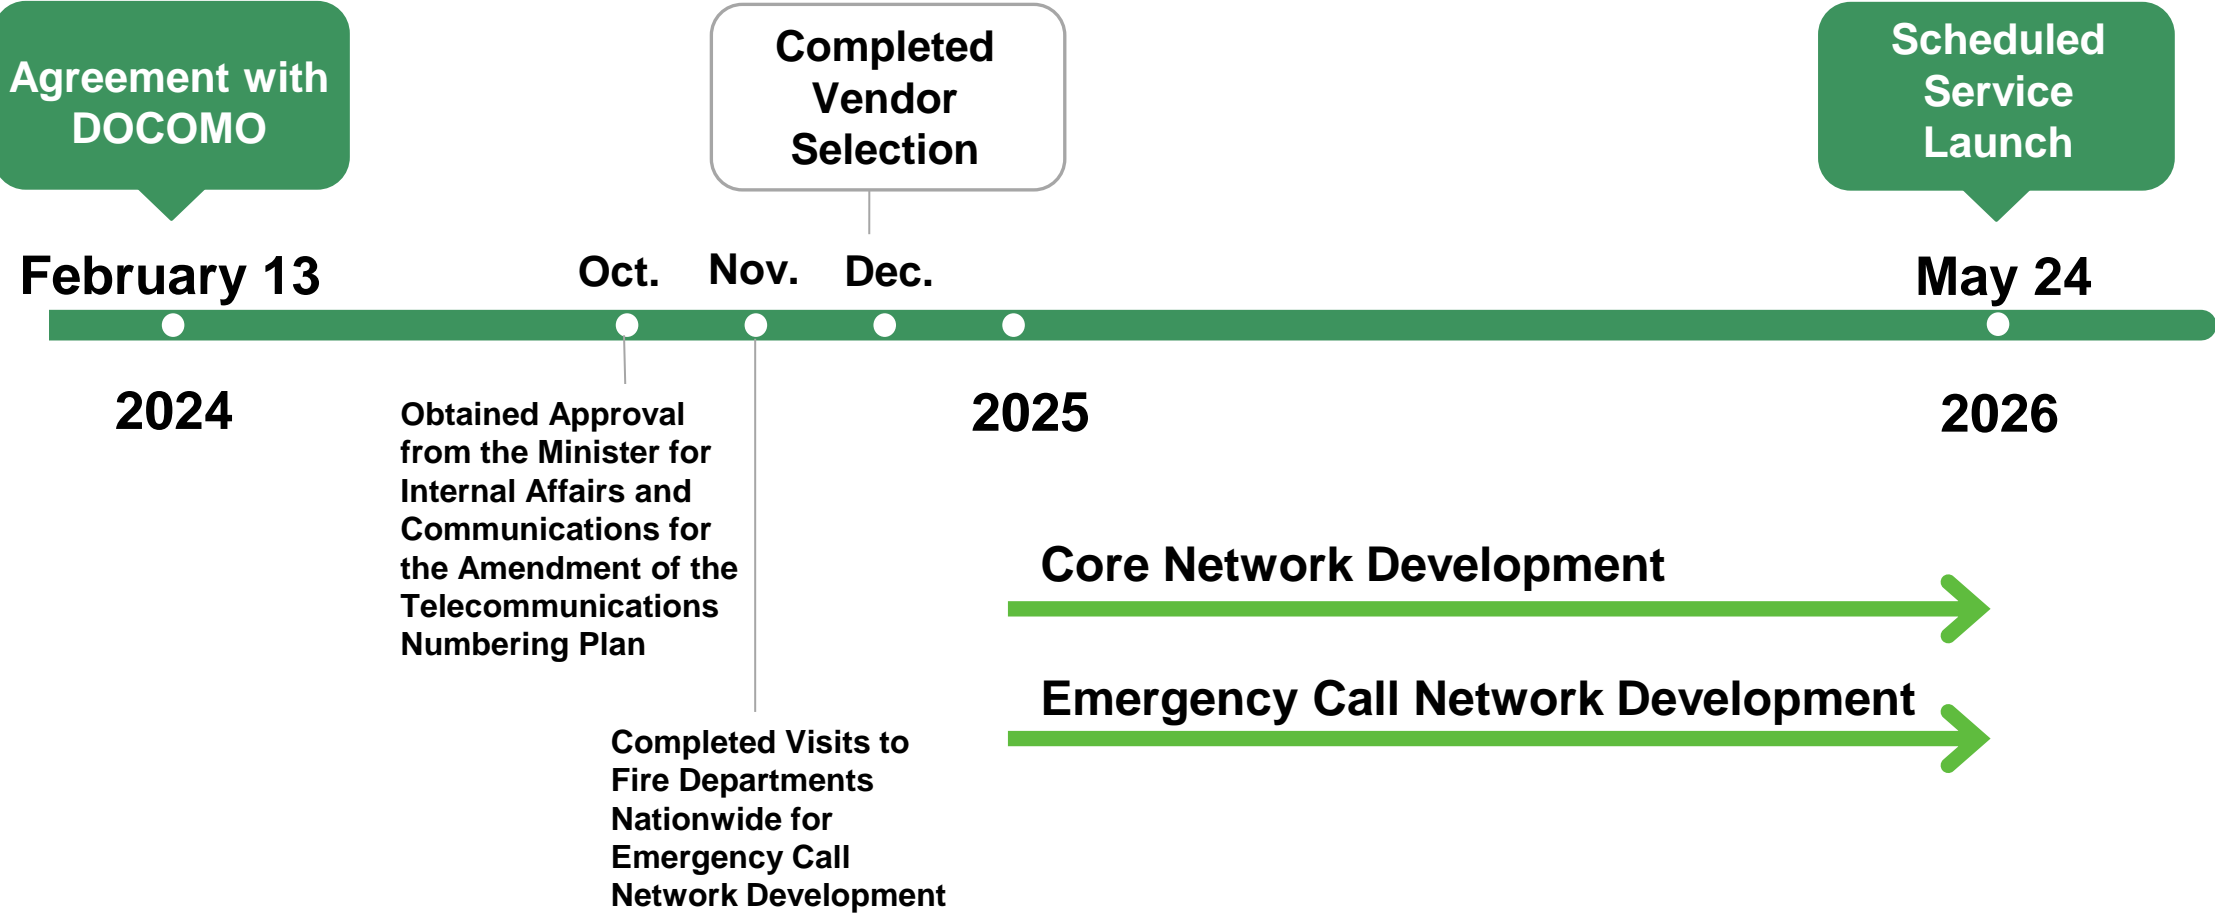 Agreement with
DOCOMO
Completed
Vendor
Selection
Scheduled
Service
Launch
February 13
Oct.
Nov.
Dec.
May 24
2024
2025
2026
Obtained Approval
from the Minister for
Internal Affairs and
Communications for
the Amendment of the
Telecommunications
Numbering Plan
Core Network Development
Emergency Call Network Development
Completed Visits to
Fire Departments
Nationwide for
Emergency Call
Network Development